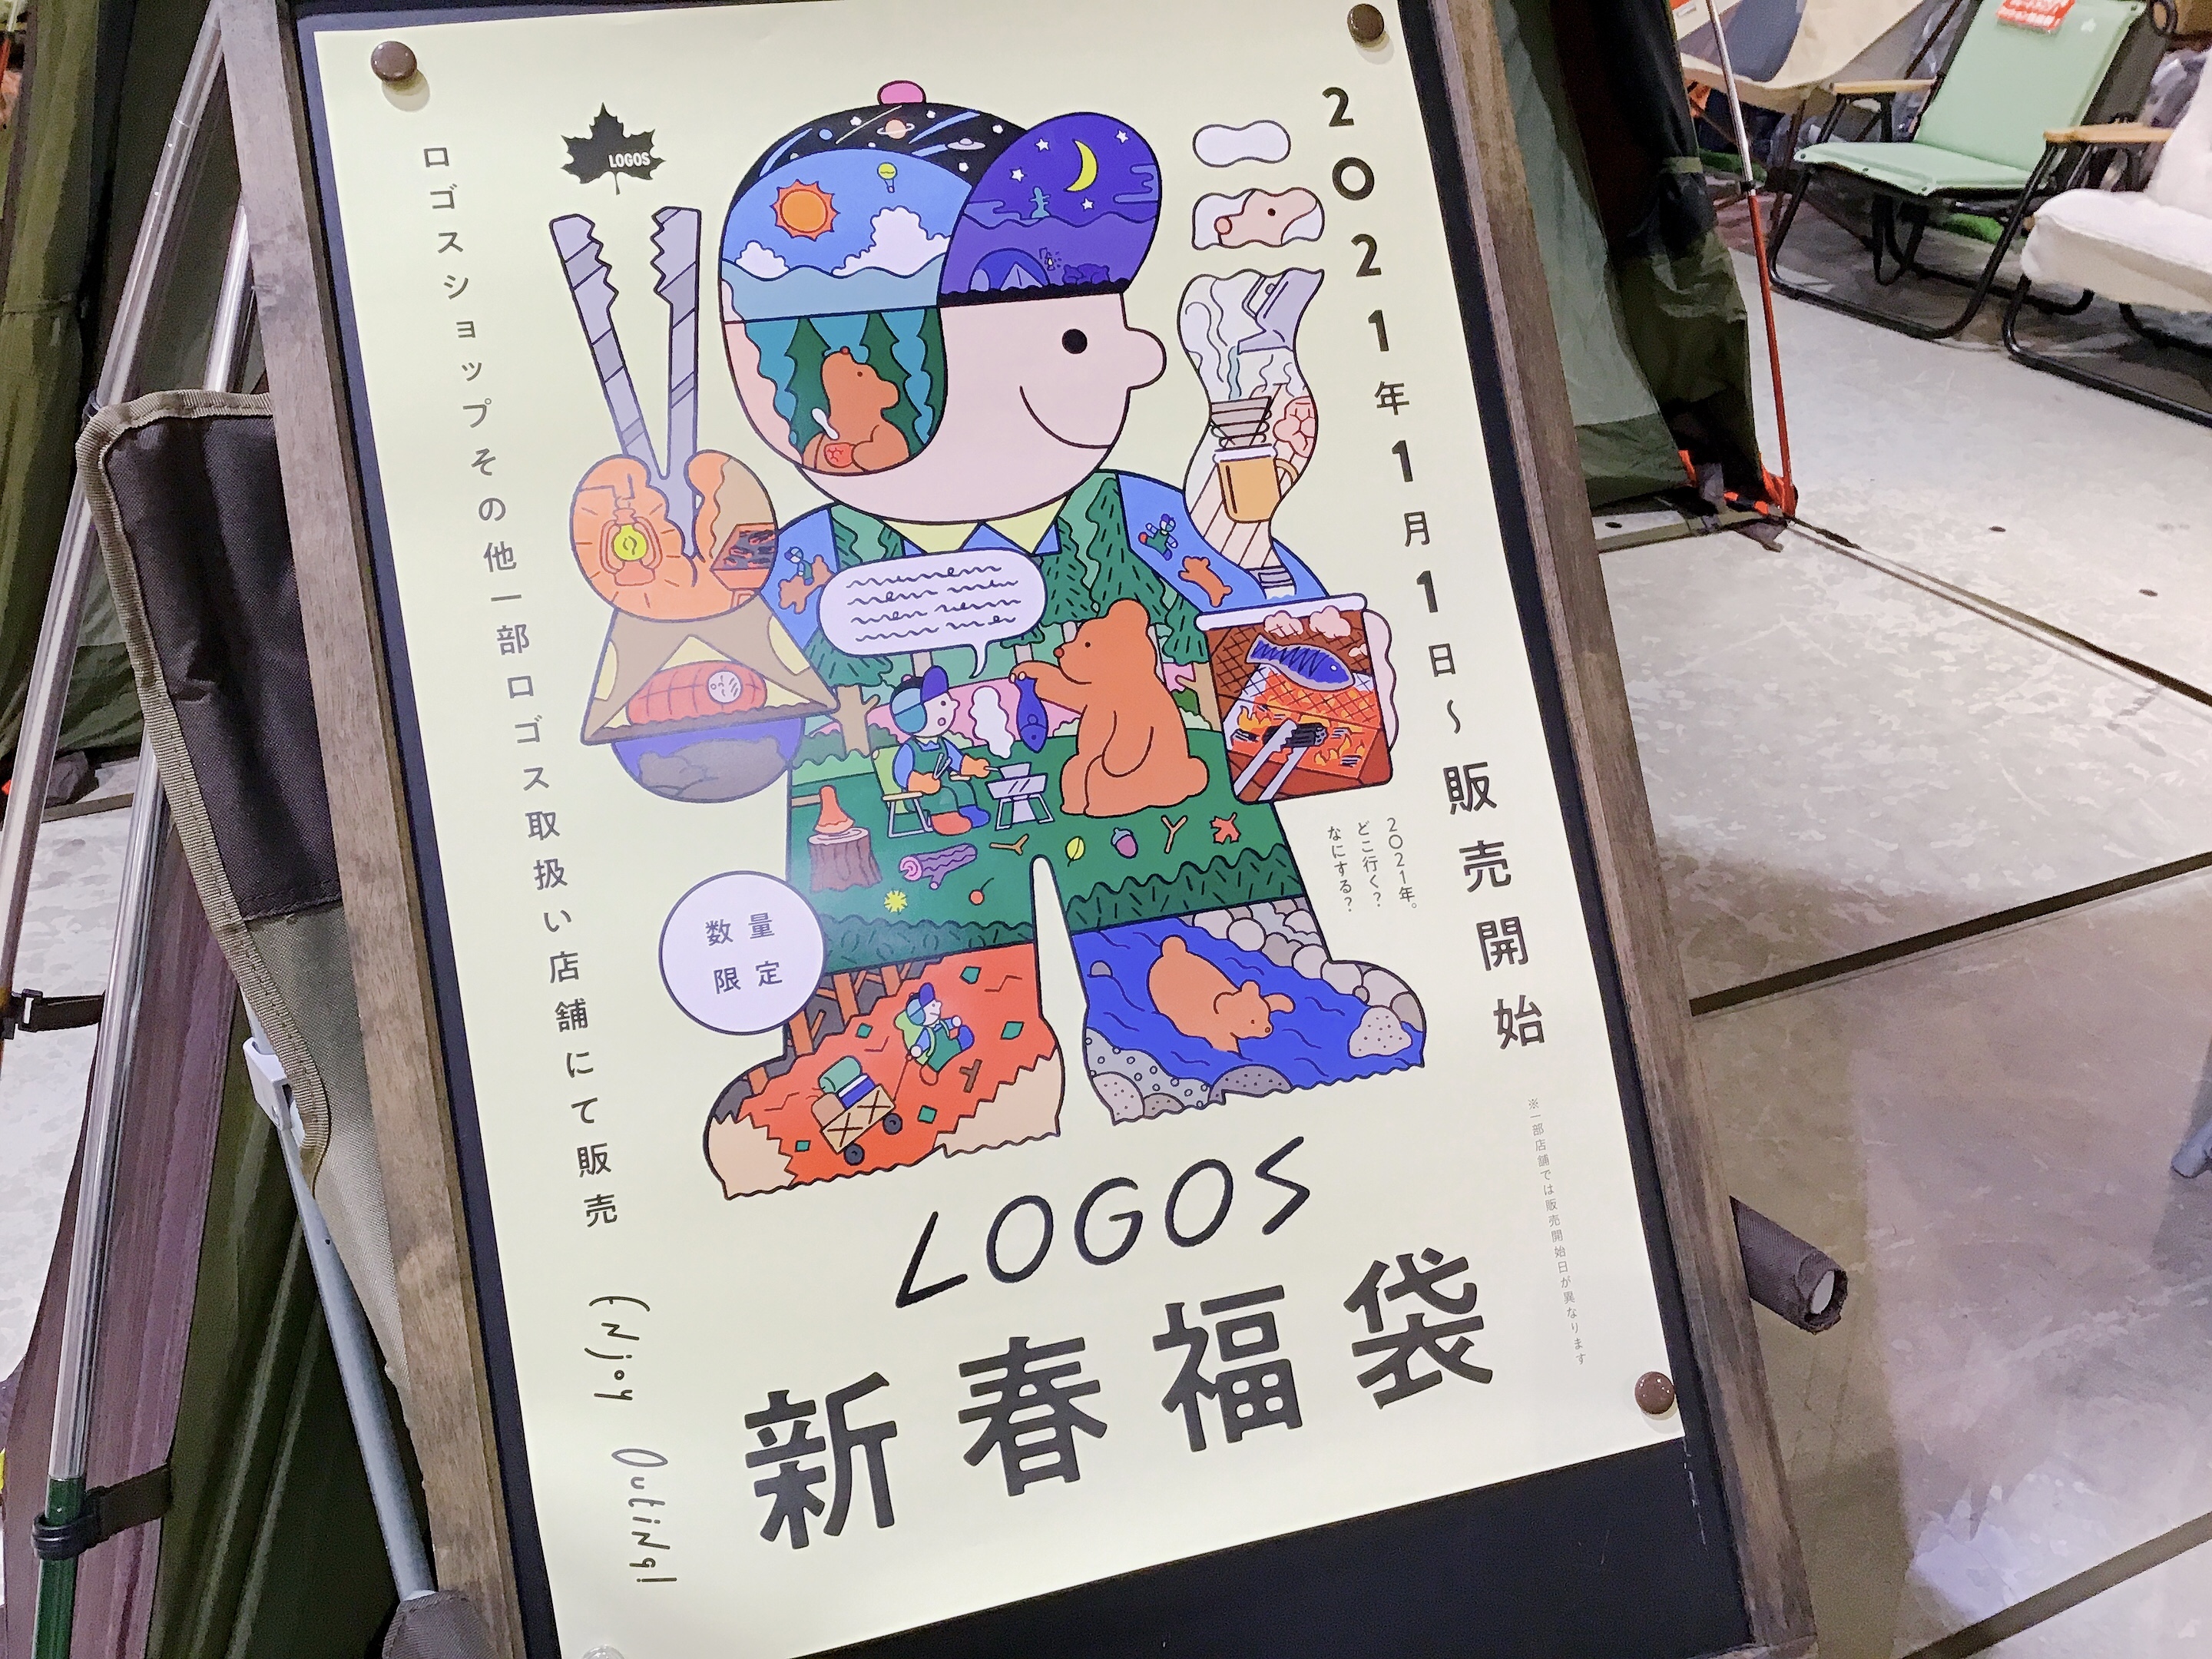 2021年1月1日〜販売開始
LOGOS
ロゴスショップその他一部ロゴス取扱い店舗にて販売
2021年。
どこ行く？
なにする？
数量
限定
※一部店舗では販売開始日が異なります
LOGOS
新春福袋
Enjoy Outing!